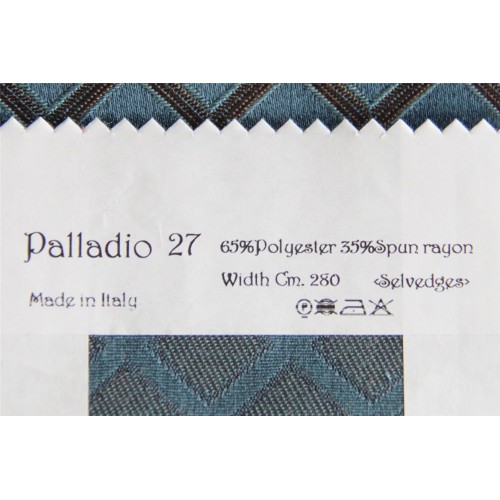 Palladio 27 65%Polyester 35%Spun rayon
Width Cm. 280 <Selvedges>
Made in Italy
P